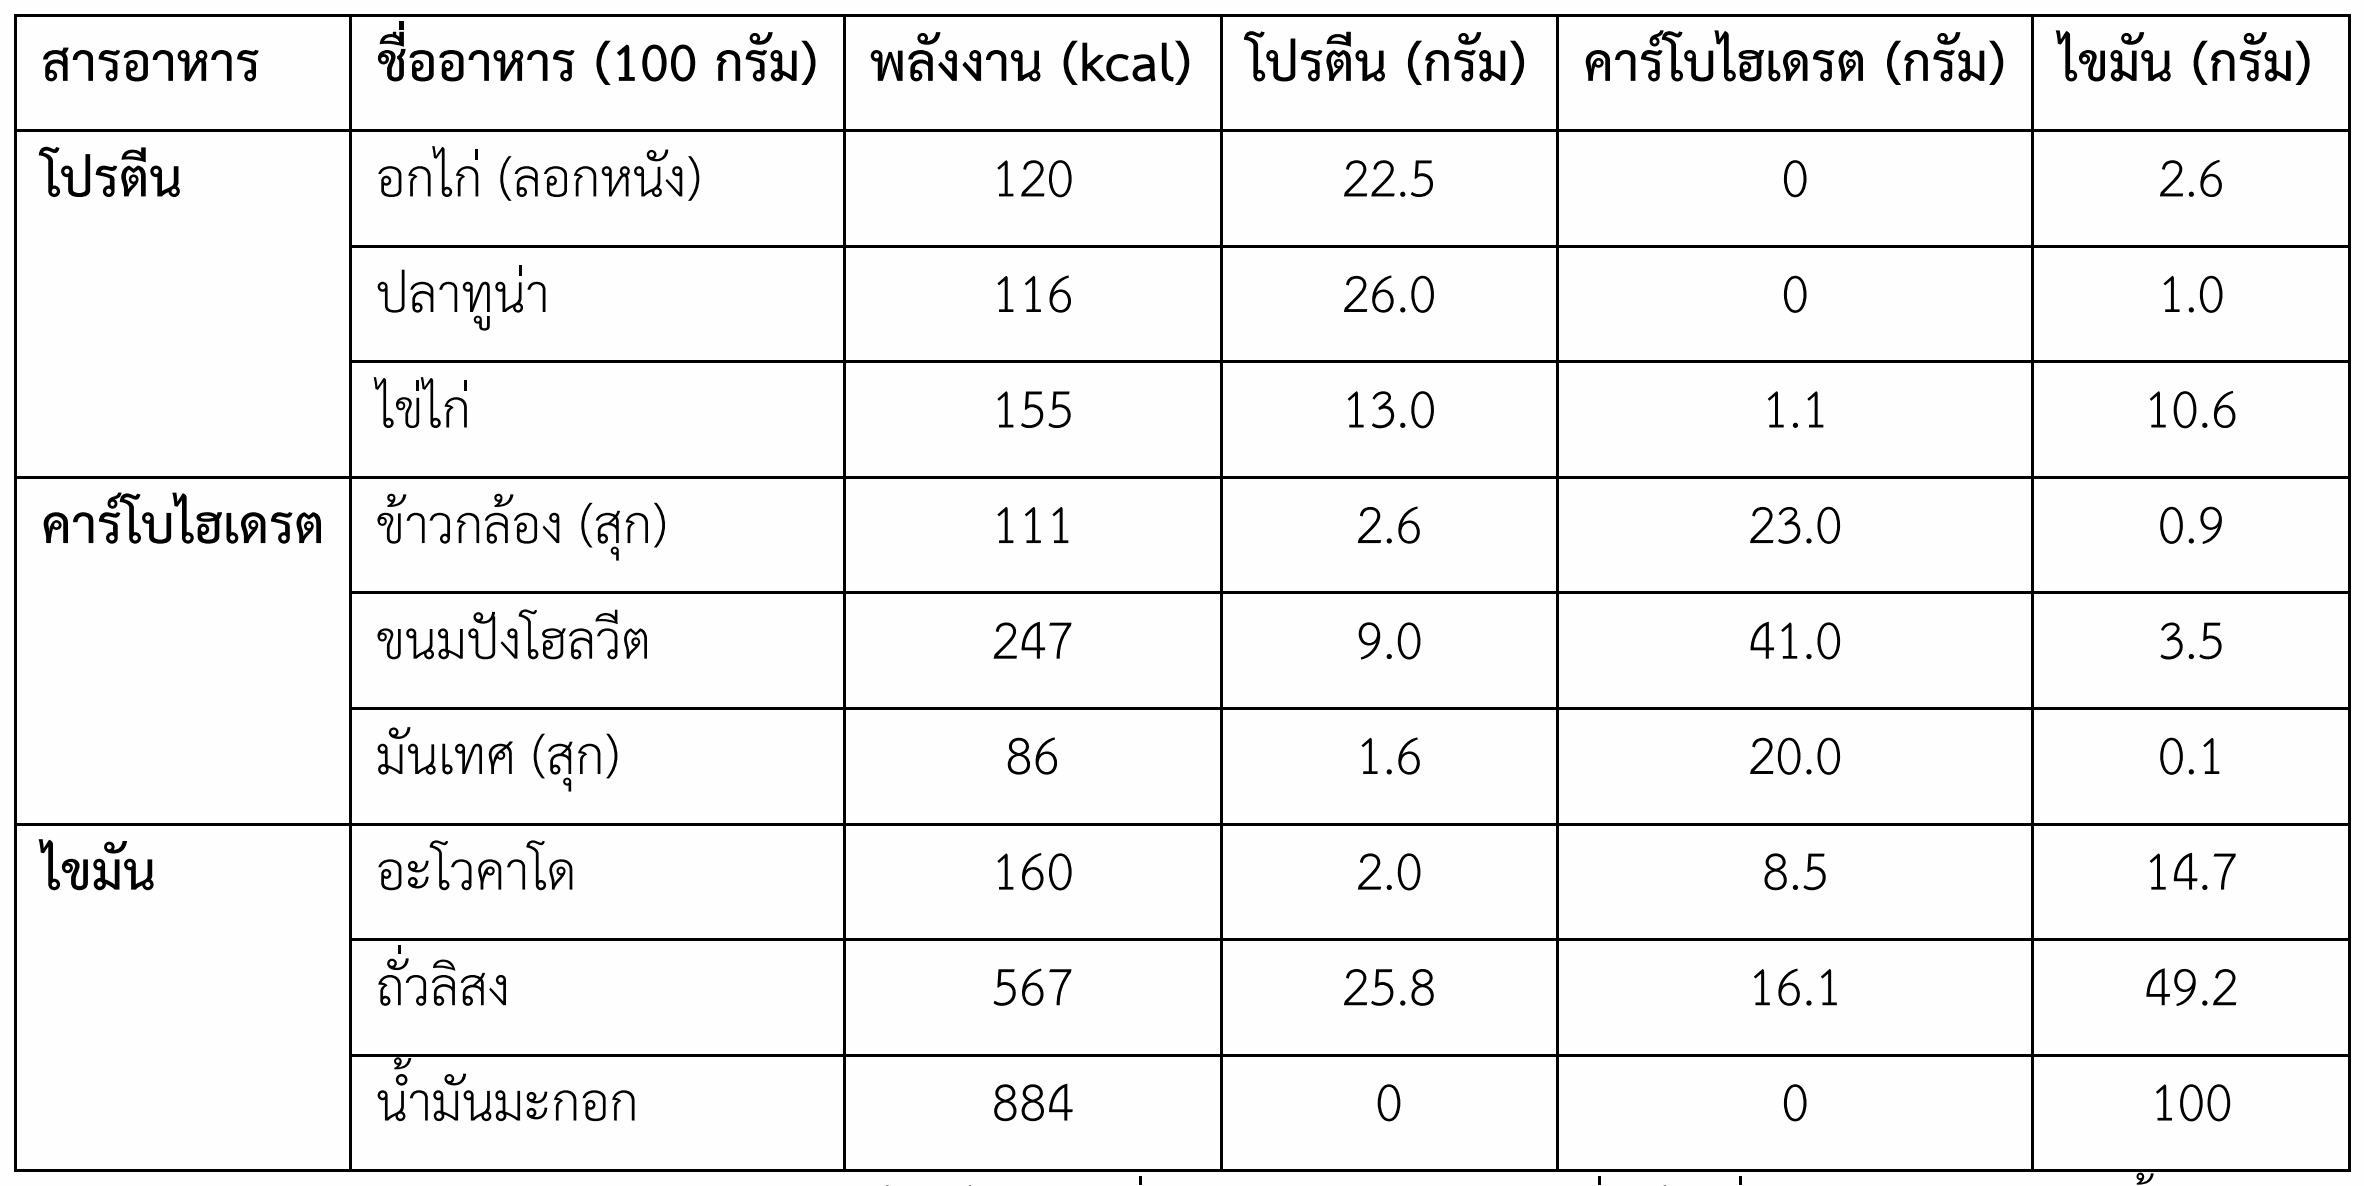 สารอาหาร ชื่ออาหาร (100 กรัม) พลังงาน (kcal) โปรตีน (กรัม) คาร์โบไฮเดรต (กรัม) ไขมัน (กรัม)
โปรตีน อกไก่ (ลอกหนัง) 120 22.5 0 2.6
ปลาทูน่า 116 26.0 0 1.0
ไข่ไก่ 155 13.0 1.1 10.6
คาร์โบไฮเดรต ข้าวกล้อง (สุก) 111 2.6 23.0 0.9
ขนมปังโฮลวีต 247 9.0 41.0 3.5
มันเทศ (สุก) 86 1.6 20.0 0.1
ไขมัน อะโวคาโด 160 2.0 8.5 14.7
ถั่วลิสง 567 25.8 16.1 49.2
น้ำมันมะกอก 884 0 0 100